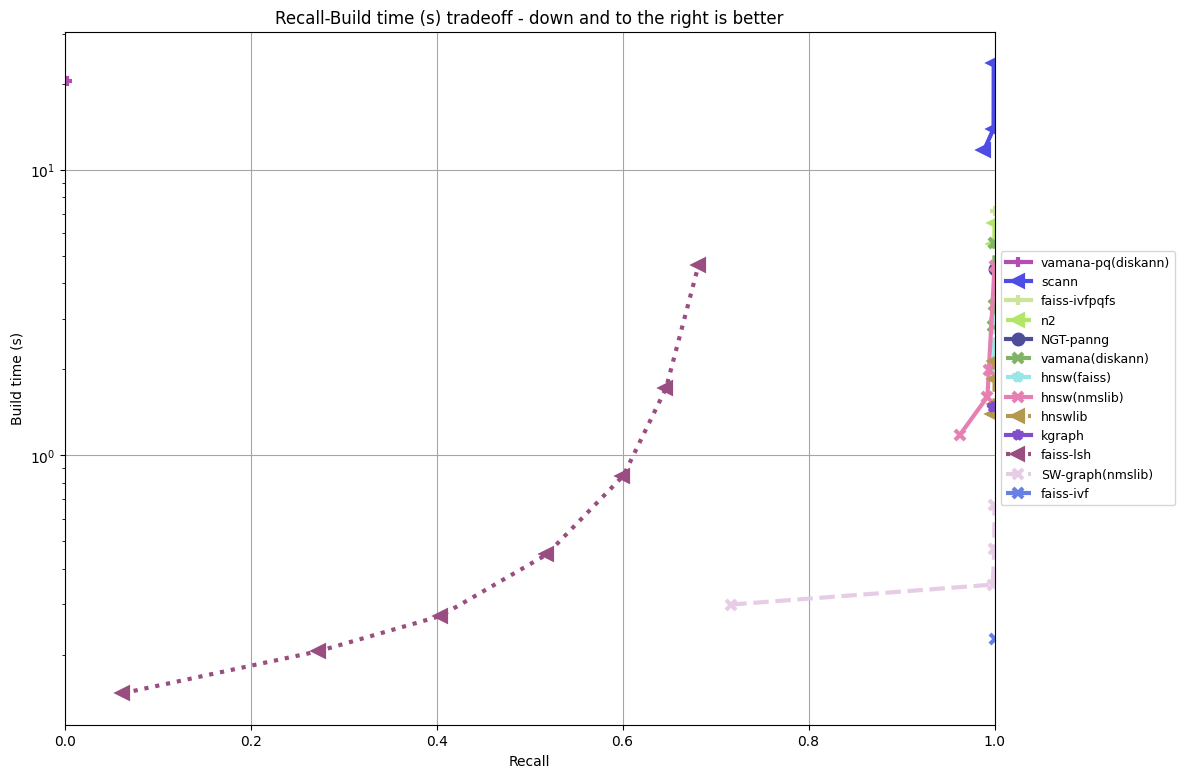 Recall-Build time (s) tradeoff - down and to the right is better
Build time (s)
10¹
10⁰
0.0
0.2
0.4
0.6
0.8
1.0
Recall
vamana-pq(diskann)
scann
faiss-ivfpqfs
n2
NGT-panng
vamana(diskann)
hnsw(faiss)
hnsw(nmslib)
hnswlib
kgraph
faiss-lsh
SW-graph(nmslib)
faiss-ivf